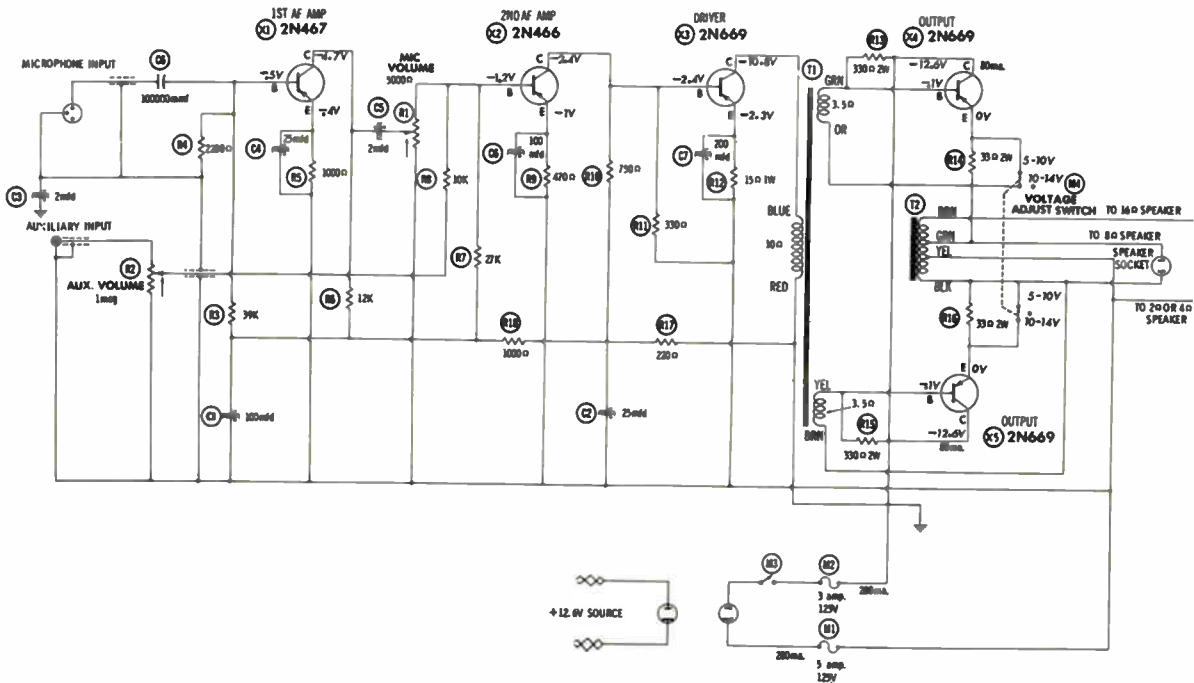 1ST AF AMP
X1 2N467
2ND AF AMP
X2 2N466
DRIVER
X3 2N669
OUTPUT
X4 2N669
MICROPHONE INPUT
C6
100000mmf
-.5V
B
C
-4.7V
E
-.4V
MIC
VOLUME
5000Ω
-1.2V
B
C
-2.4V
E
-1V
-2.4V
B
C
-10.8V
E
-2.3V
T1
GRN
3.5Ω
OR
R13
330Ω 2W
-12.6V
C
80ma.
-.1V
B
E
0V
R4
2200Ω
C4
25mfd
R5
1000Ω
C5
2mfd
R1
R8
10K
C6
100
mfd
R9
470Ω
R10
750Ω
C7
200
mfd
R12
15Ω 1W
R14
33Ω 2W
5-10V
10-14V
M4
VOLTAGE
ADJUST SWITCH
C3
2mfd
AUXILIARY INPUT
R2
AUX. VOLUME
1meg
R3
39K
R6
12K
R7
27K
R11
330Ω
BLUE
10Ω
RED
T2
BRN
TO 16Ω SPEAKER
GRN
TO 8Ω SPEAKER
YEL
SPEAKER
SOCKET
BLK
TO 2Ω OR 4Ω
SPEAKER
R18
1000Ω
R17
220Ω
R16
33Ω 2W
5-10V
10-14V
C1
100mfd
C2
25mfd
YEL
3.5Ω
BRN
R15
330Ω 2W
-.1V
B
E
0V
C
-12.6V
80ma.
OUTPUT
X5 2N669
+12.6V SOURCE
M3
M2
3 amp.
125V
280ma.
M1
280ma.
5 amp.
125V